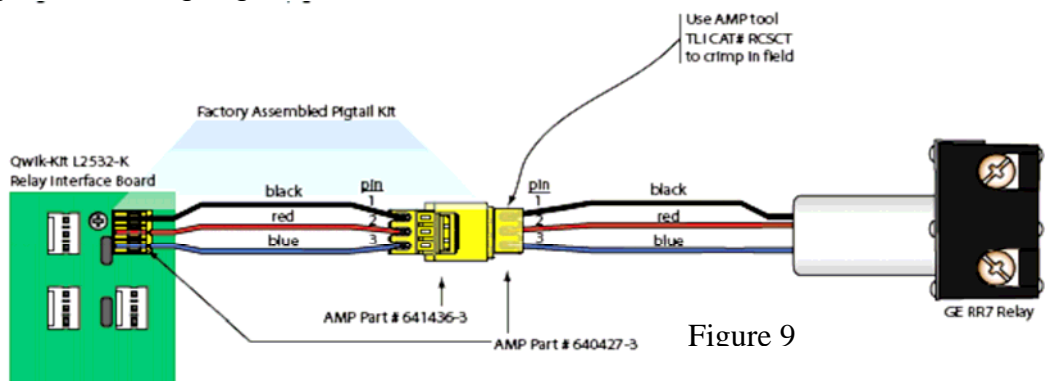 Use AMP tool
TLI CAT# RCSCT
to crimp in field
Factory Assembled Pigtail Kit
Qwik-Kit L2532-K
Relay Interface Board
black
pin
1
red
2
blue
3
pin
1
black
2
red
3
blue
AMP Part # 641436-3
AMP Part # 640427-3
Figure 9
GE RR7 Relay